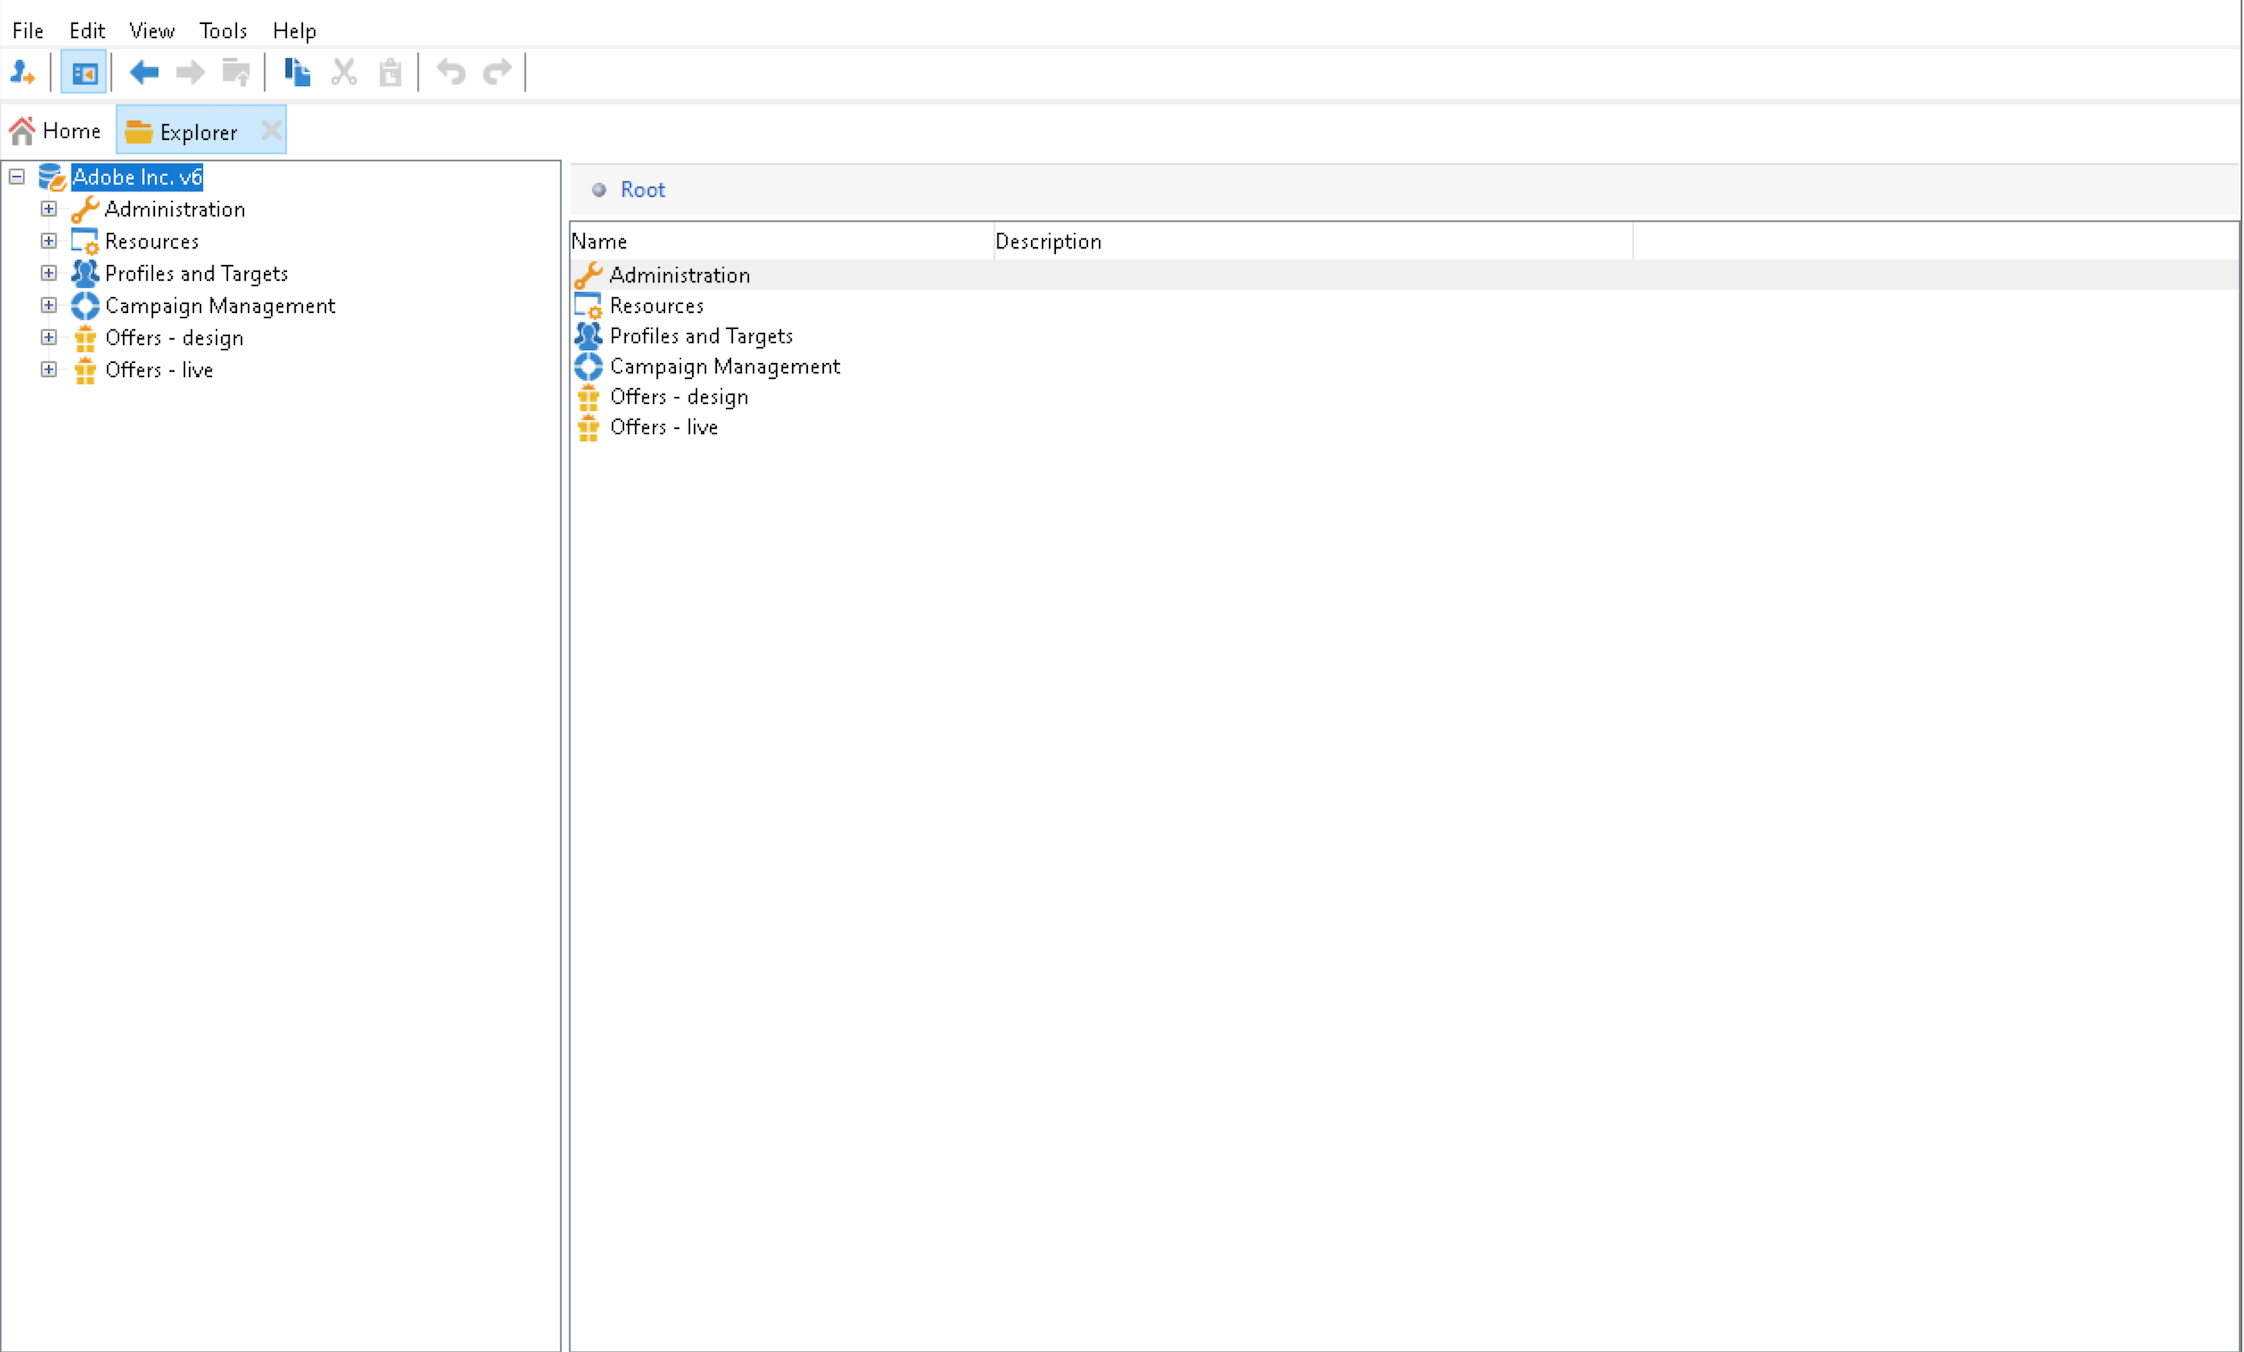 File Edit View Tools Help
Home Explorer
Adobe Inc. v6
Administration
Resources
Profiles and Targets
Campaign Management
Offers - design
Offers - live
Root
Name Description
Administration
Resources
Profiles and Targets
Campaign Management
Offers - design
Offers - live